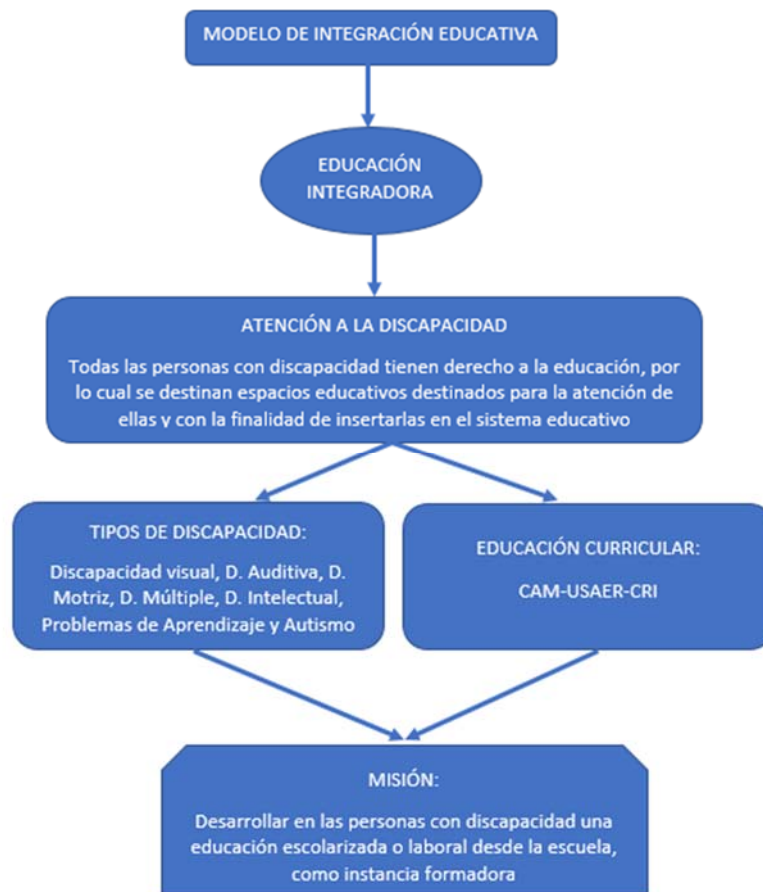 MODELO DE INTEGRACIÓN EDUCATIVA
EDUCACIÓN
INTEGRADORA
ATENCIÓN A LA DISCAPACIDAD
Todas las personas con discapacidad tienen derecho a la educación, por
lo cual se destinan espacios educativos destinados para la atención de
ellas y con la finalidad de insertarlas en el sistema educativo
TIPOS DE DISCAPACIDAD:
Discapacidad visual, D. Auditiva, D.
Motriz, D. Múltiple, D. Intelectual,
Problemas de Aprendizaje y Autismo
EDUCACIÓN CURRICULAR:
CAM-USAER-CRI
MISIÓN:
Desarrollar en las personas con discapacidad una
educación escolarizada o laboral desde la escuela,
como instancia formadora